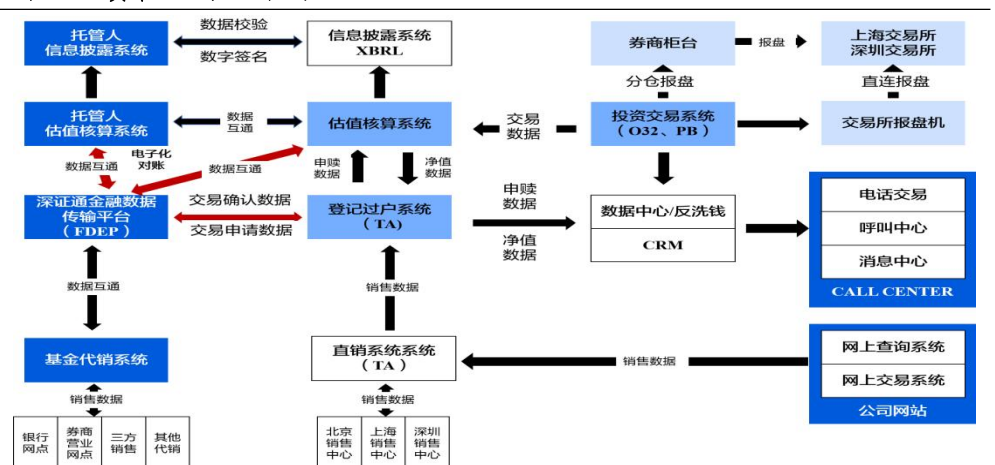 托管人
信息披露系统
数据校验
数字签名
信息披露系统
XBRL
券商柜台
报盘
上海交易所
深圳交易所
分仓报盘
直连报盘
托管人
估值核算系统
数据
互通
估值核算系统
交易
数据
投资交易系统
（O32、PB）
交易所报盘机
数据互通
电子化
对账
数据互通
申赎
数据
净值
数据
深证通金融数据
传输平台
（FDEP）
交易确认数据
交易申请数据
登记过户系统
（TA）
申赎
数据
净值
数据
数据中心/反洗钱
CRM
电话交易
呼叫中心
消息中心
CALL CENTER
数据互通
销售数据
基金代销系统
直销系统系统
（TA）
销售数据
网上查询系统
网上交易系统
公司网站
销售数据
销售数据
银行
网点
券商
营业
网点
三方
销售
其他
代销
北京
销售
中心
上海
销售
中心
深圳
销售
中心